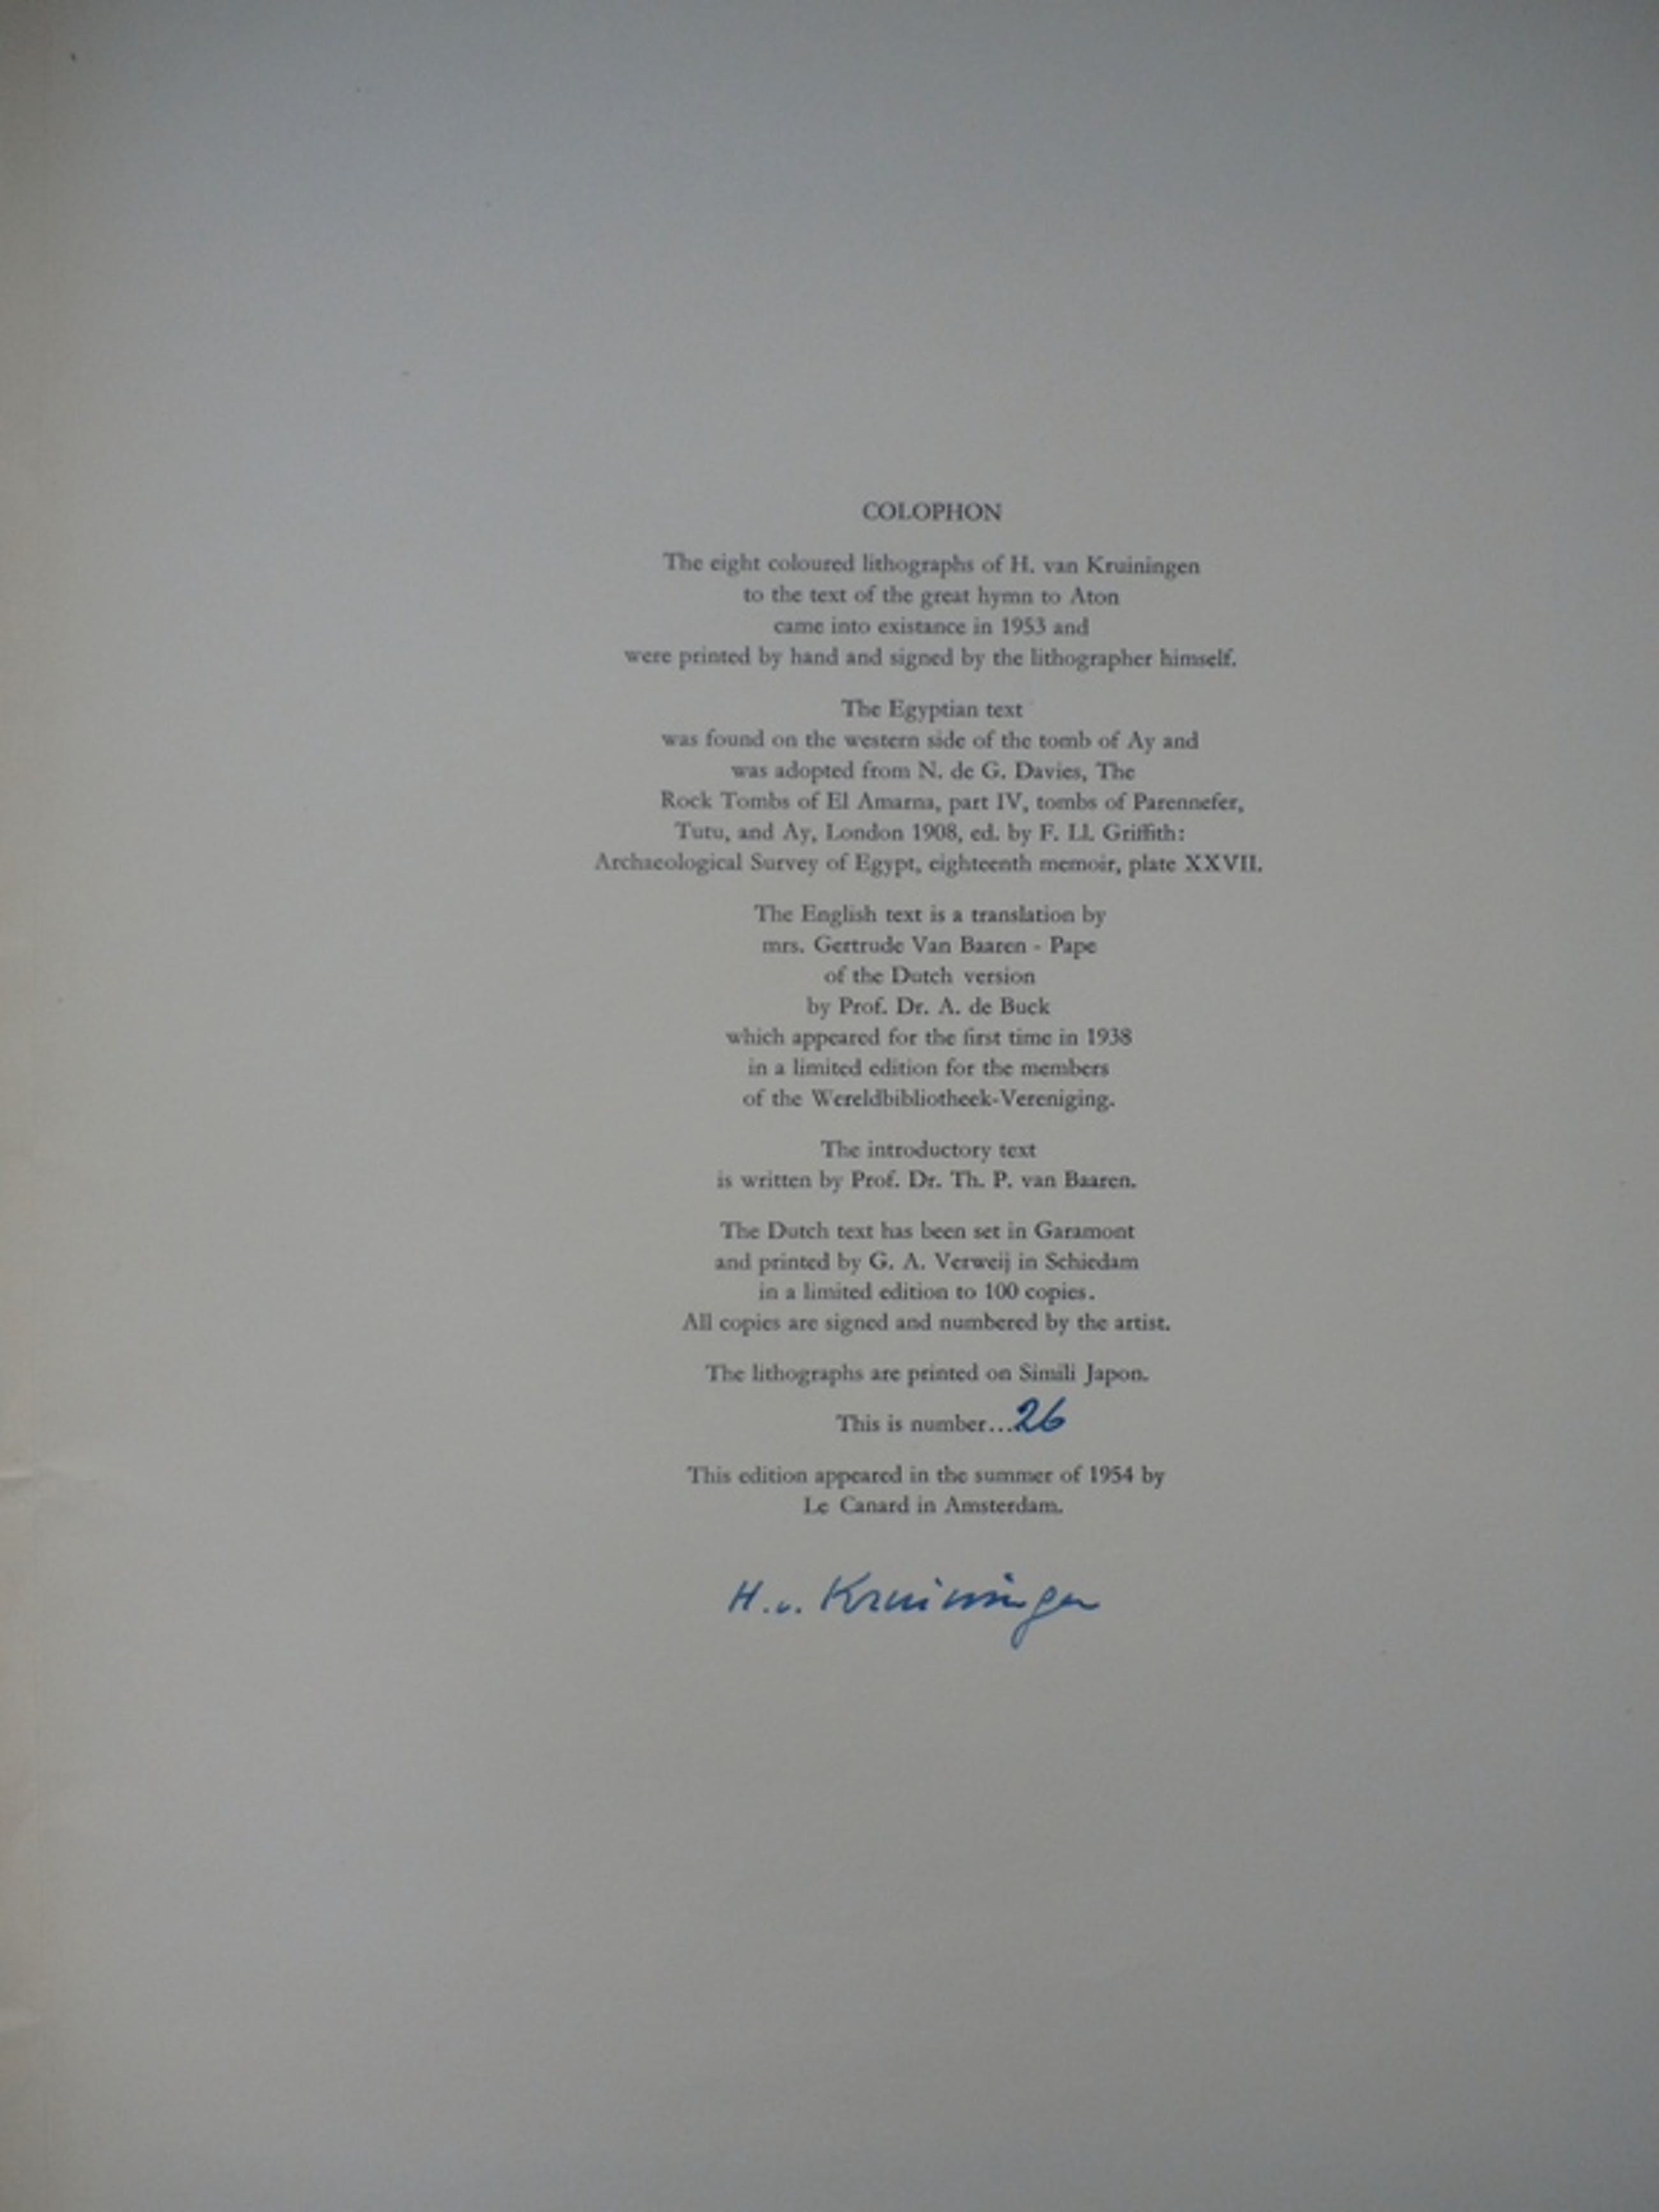 COLOPHON
The eight coloured lithographs of H. van Kruiningen
to the text of the great hymn to Aton
came into existance in 1953 and
were printed by hand and signed by the lithographer himself.
The Egyptian text
was found on the western side of the tomb of Ay and
was adopted from N. de G. Davies, The
Rock Tombs of El Amarna, part IV, tombs of Parennefer,
Tutu, and Ay, London 1908, ed. by F. Ll. Griffith:
Archaeological Survey of Egypt, eighteenth memoir, plate XXVII.
The English text is a translation by
mrs. Gertrude Van Baaren - Pape
of the Dutch version
by Prof. Dr. A. de Buck
which appeared for the first time in 1938
in a limited edition for the members
of the Wereldbibliotheek-Vereniging.
The introductory text
is written by Prof. Dr. Th. P. van Baaren.
The Dutch text has been set in Garamont
and printed by G. A. Verweij in Schiedam
in a limited edition to 100 copies.
All copies are signed and numbered by the artist.
The lithographs are printed on Simili Japon.
This is number...26
This edition appeared in the summer of 1954 by
Le Canard in Amsterdam.
H. v. Kruiningen